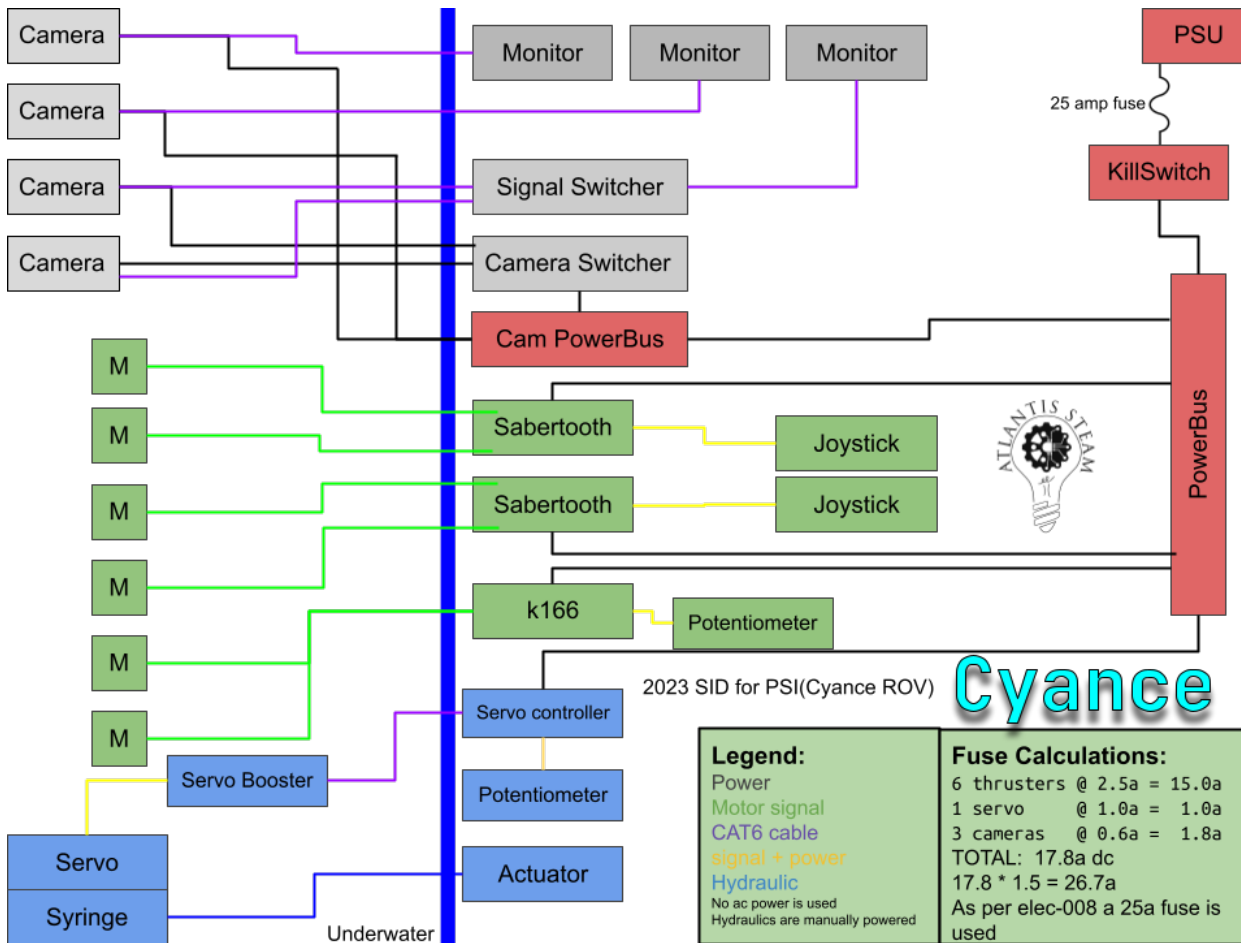 Camera
Monitor
Monitor
Monitor
PSU
25 amp fuse
Camera
Camera
Signal Switcher
KillSwitch
Camera
Camera Switcher
Cam PowerBus
M
M
Sabertooth
Joystick
ATLANTIS STEAM
PowerBus
M
Sabertooth
Joystick
M
k166
Potentiometer
M
2023 SID for PSI(Cyance ROV)
Cyance
M
Servo controller
Servo Booster
Potentiometer
Servo
Syringe
Actuator
Underwater
Legend:
Power
Motor signal
CAT6 cable
signal + power
Hydraulic
No ac power is used
Hydraulics are manually powered
Fuse Calculations:
6 thrusters @ 2.5a = 15.0a
1 servo @ 1.0a = 1.0a
3 cameras @ 0.6a = 1.8a
TOTAL: 17.8a dc
17.8 * 1.5 = 26.7a
As per elec-008 a 25a fuse is
used